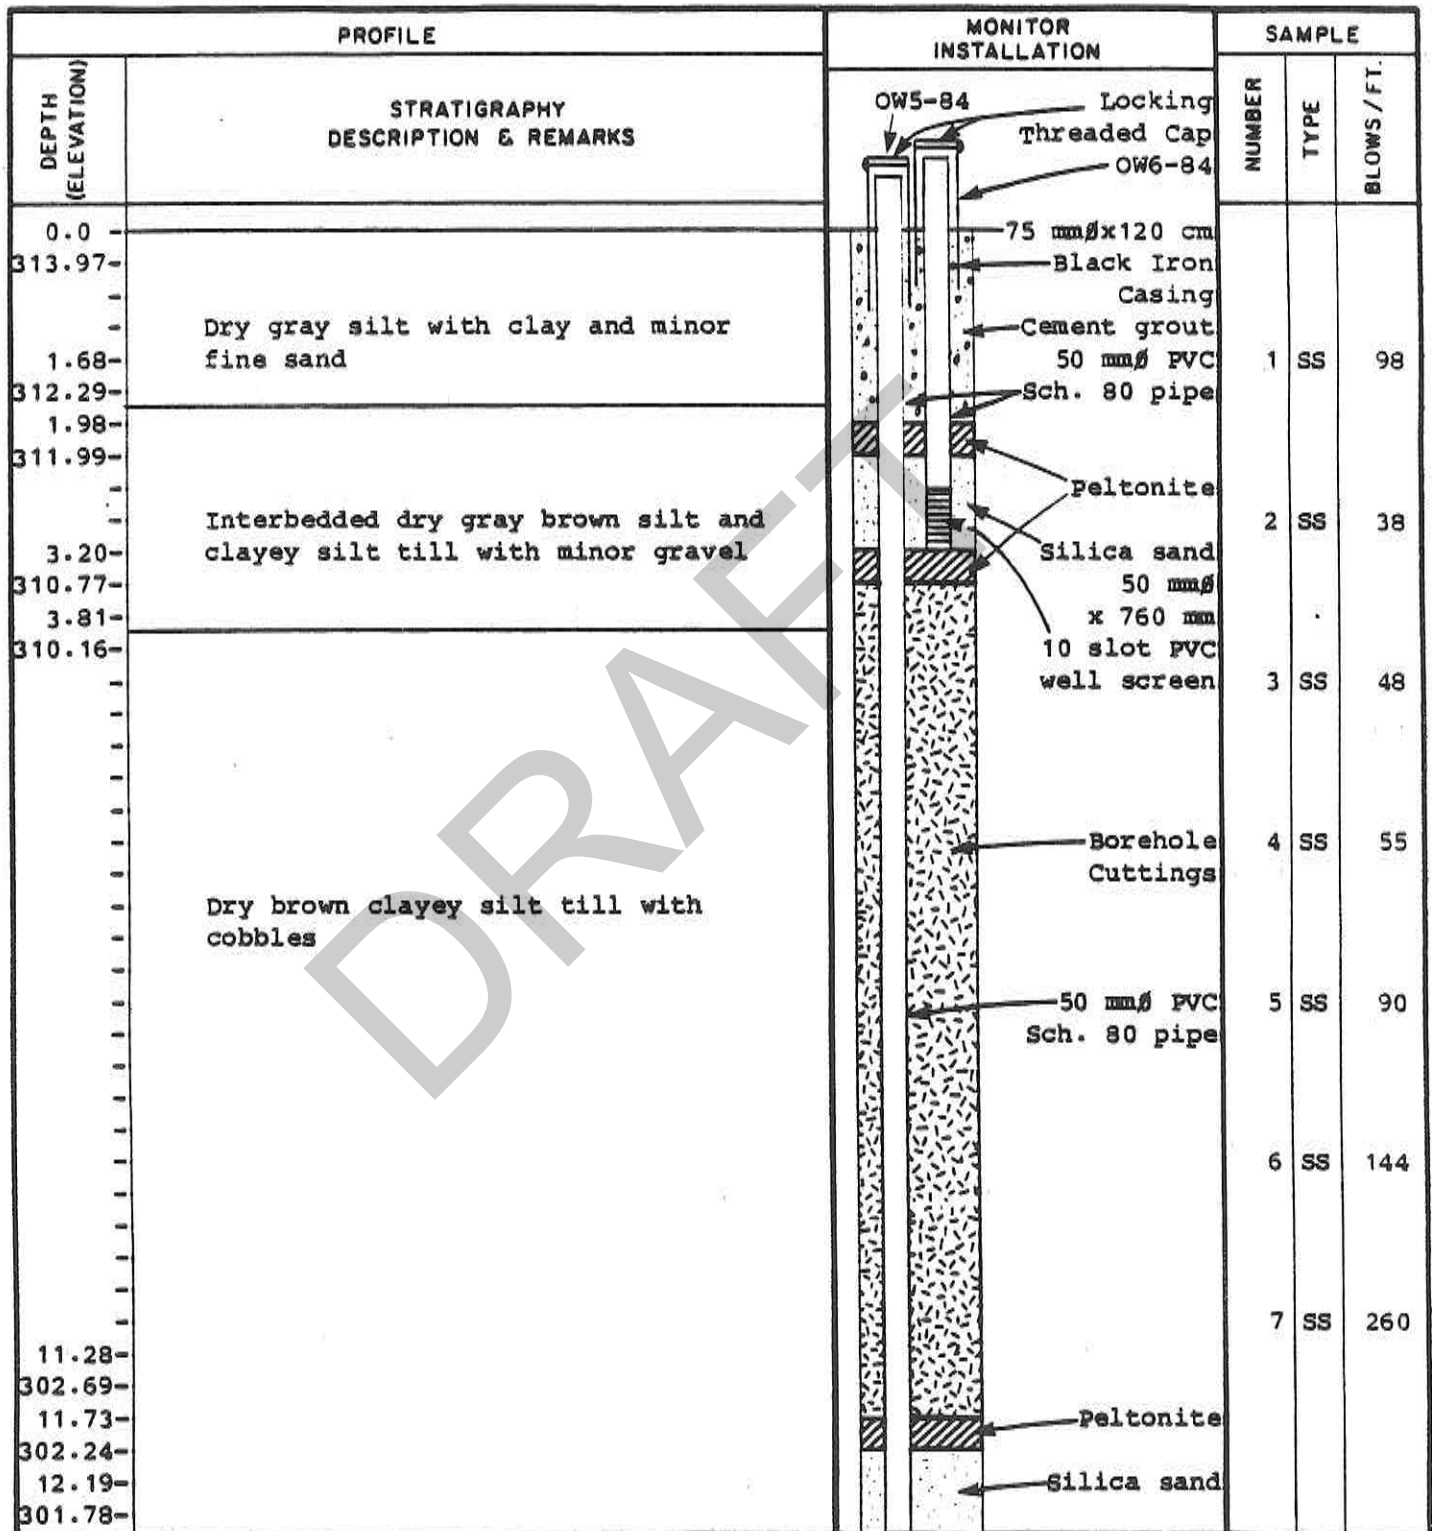 PROFILE
MONITOR
INSTALLATION
SAMPLE
DEPTH
(ELEVATION)
STRATIGRAPHY
DESCRIPTION & REMARKS
NUMBER
TYPE
BLOWS/FT.
OW5-84
Locking
Threaded Cap
OW6-84
0.0
75 mmØx120 cm
313.97
Black Iron
Casing
Dry gray silt with clay and minor
fine sand
Cement grout
1.68
50 mmØ PVC
1 SS 98
312.29
Sch. 80 pipe
1.98
311.99
Peltonite
Interbedded dry gray brown silt and
clayey silt till with minor gravel
2 SS 38
3.20
Silica sand
310.77
50 mmØ
3.81
x 760 mm
310.16
10 slot PVC
well screen
3 SS 48
Borehole
Cuttings
4 SS 55
Dry brown clayey silt till with
cobbles
50 mmØ PVC
Sch. 80 pipe
5 SS 90
6 SS 144
7 SS 260
11.28
302.69
11.73
Peltonite
302.24
12.19
Silica sand
301.78
DRAFT